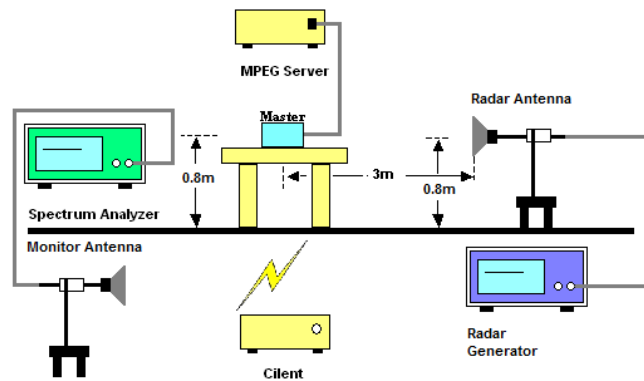 MPEG Server
Master
Radar Antenna
0.8m
3m
0.8m
Spectrum Analyzer
Monitor Antenna
Radar
Generator
Cilent